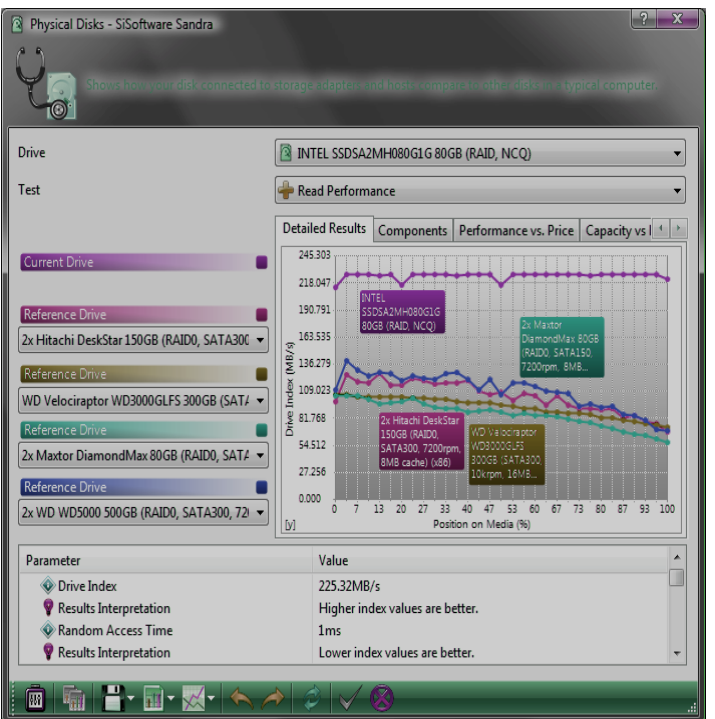 Physical Disks - SiSoftware Sandra
? X
Shows how your disk connected to storage adapters and hosts compare to other disks in a typical computer.
Drive
INTEL SSDSA2MH080G1G 80GB (RAID, NCQ)
Test
Read Performance
Detailed Results Components Performance vs. Price Capacity vs
Current Drive
Reference Drive
2x Hitachi DeskStar 150GB (RAID0, SATA300
Reference Drive
WD Velociraptor WD3000GLFS 300GB (SATA
Reference Drive
2x Maxtor DiamondMax 80GB (RAID0, SATA
Reference Drive
2x WD WD5000 500GB (RAID0, SATA300, 72
Drive Index (MB/s)
245.303
218.047
190.791
163.535
136.279
109.023
81.768
54.512
27.256
0.000
INTEL
SSDSA2MH080G1G
80GB (RAID, NCQ)
2x Maxtor
DiamondMax 80GB
(RAID0, SATA150,
7200rpm, 8MB...
2x Hitachi DeskStar
150GB (RAID0,
SATA300, 7200rpm,
8MB cache) (x86)
WD Velociraptor
WD3000GLFS
300GB (SATA300,
10krpm, 16MB...
0 7 13 20 27 33 40 47 53 60 67 73 80 87 93 100
[y] Position on Media (%)
Parameter Value
Drive Index 225.32MB/s
Results Interpretation Higher index values are better.
Random Access Time 1ms
Results Interpretation Lower index values are better.